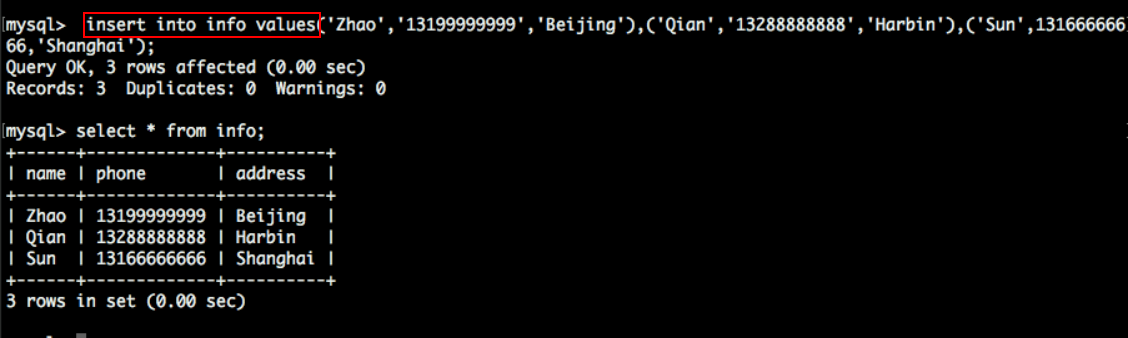 mysql> insert into info values('Zhao','13199999999','Beijing'),('Qian','13288888888','Harbin'),('Sun',131666666
66,'Shanghai');
Query OK, 3 rows affected (0.00 sec)
Records: 3  Duplicates: 0  Warnings: 0
mysql> select * from info;
+------+-------------+----------+
| name | phone       | address  |
+------+-------------+----------+
| Zhao | 13199999999 | Beijing  |
| Qian | 13288888888 | Harbin   |
| Sun  | 13166666666 | Shanghai |
+------+-------------+----------+
3 rows in set (0.00 sec)